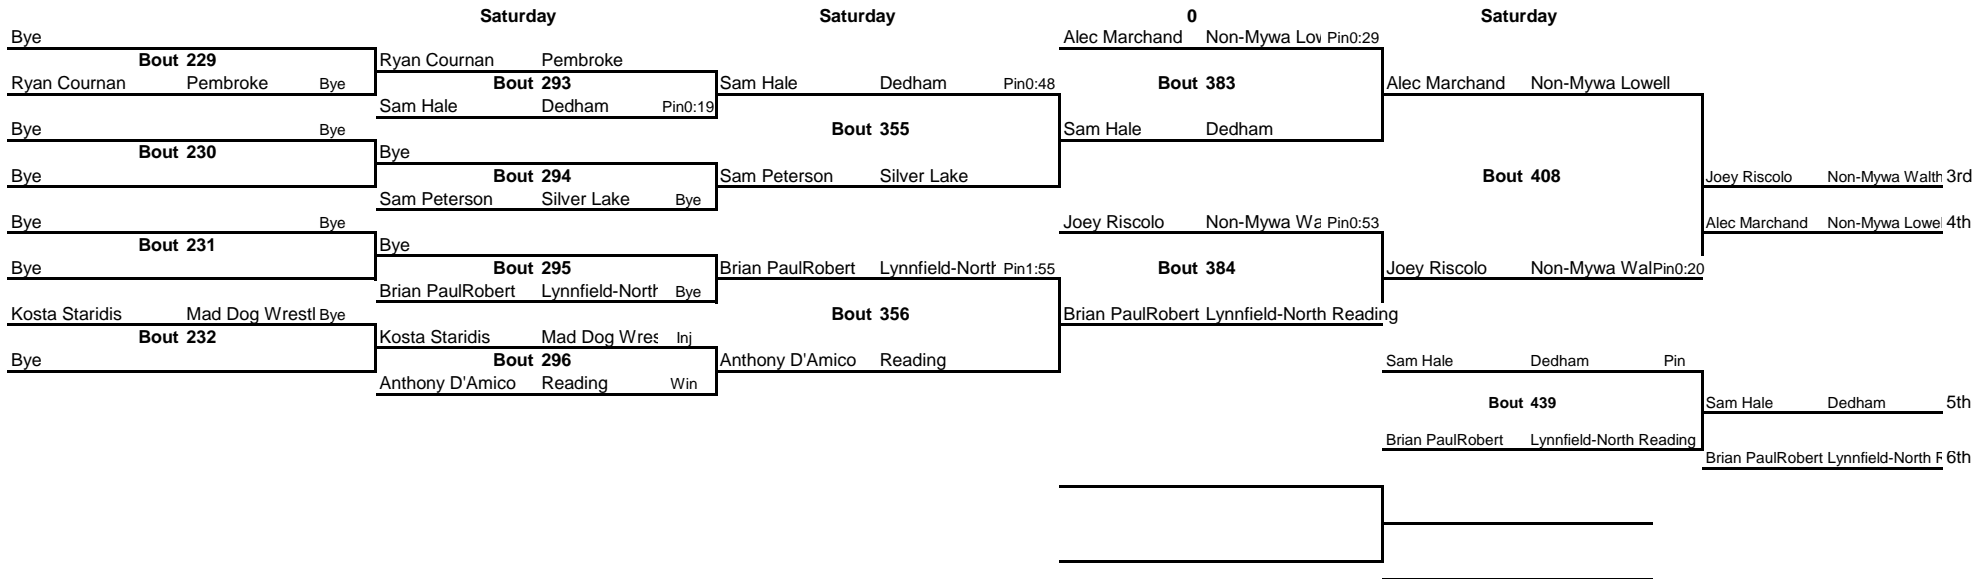 Saturday Saturday 0 Saturday
Bye Alec Marchand Non-Mywa Lov Pin0:29
Bout 229 Ryan Cournan Pembroke
Ryan Cournan Pembroke Bye Bout 293 Sam Hale Dedham Pin0:48 Bout 383 Alec Marchand Non-Mywa Lowell
Sam Hale Dedham Pin0:19
Bye Bye Bout 355 Sam Hale Dedham
Bout 230 Bye
Bye Bout 294 Sam Peterson Silver Lake Bout 408 Joey Riscolo Non-Mywa Walth 3rd
Sam Peterson Silver Lake Bye
Bye Bye Joey Riscolo Non-Mywa Wa Pin0:53 Alec Marchand Non-Mywa Lowel 4th
Bout 231 Bye
Bye Bout 295 Brian PaulRobert Lynnfield-North Pin1:55 Bout 384 Joey Riscolo Non-Mywa Wal Pin0:20
Brian PaulRobert Lynnfield-North Bye
Kosta Staridis Mad Dog Wrestl Bye Bout 356 Brian PaulRobert Lynnfield-North Reading
Bout 232 Kosta Staridis Mad Dog Wres Inj
Bye Bout 296 Anthony D'Amico Reading Sam Hale Dedham Pin
Anthony D'Amico Reading Win
Bout 439 Sam Hale Dedham 5th
Brian PaulRobert Lynnfield-North Reading
Brian PaulRobert Lynnfield-North R 6th